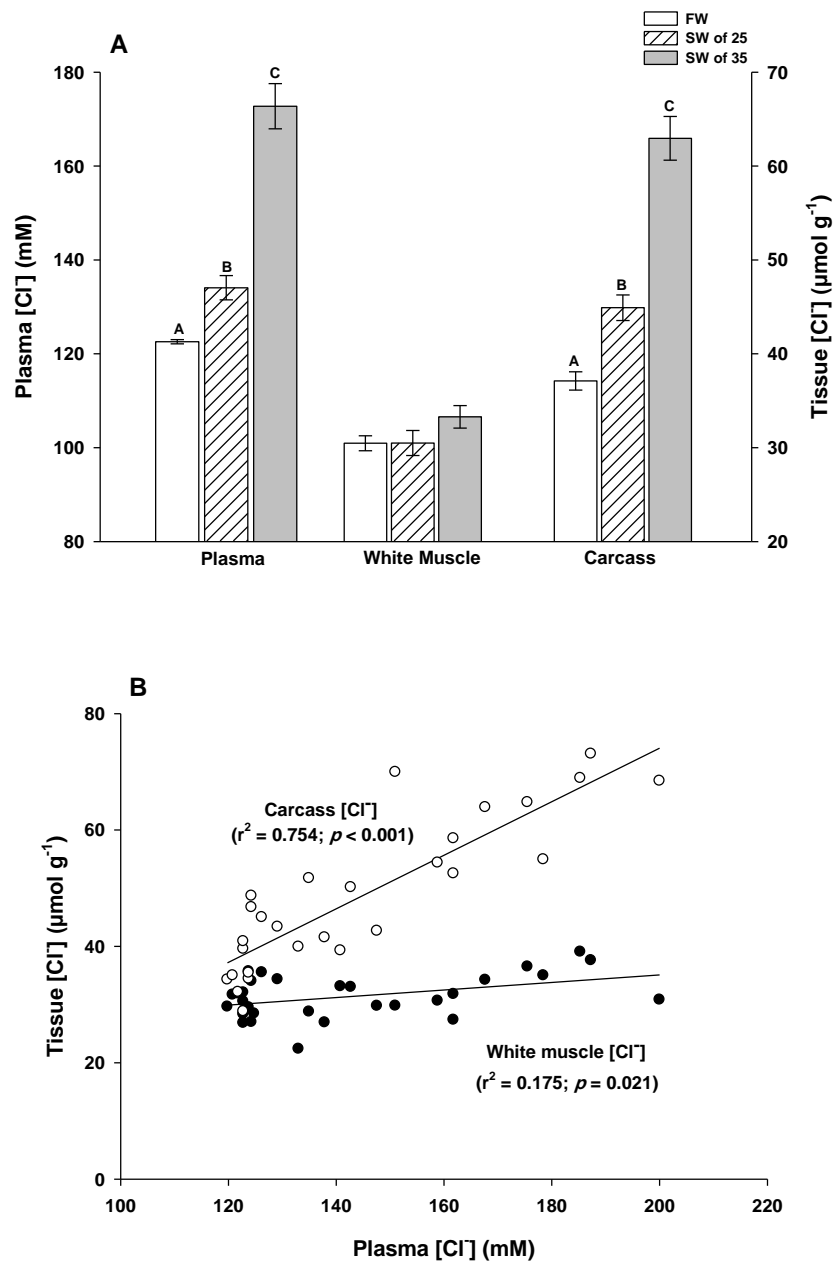 A
FW
SW of 25
SW of 35
180
160
140
120
100
80
Plasma [Cl⁻] (mM)
70
60
50
40
30
20
Tissue [Cl⁻] (µmol g⁻¹)
A
B
C
A
B
C
Plasma White Muscle Carcass
B
80
60
40
20
0
Tissue [Cl⁻] (µmol g⁻¹)
Carcass [Cl⁻]
(r² = 0.754; p < 0.001)
White muscle [Cl⁻]
(r² = 0.175; p = 0.021)
100 120 140 160 180 200 220
Plasma [Cl⁻] (mM)